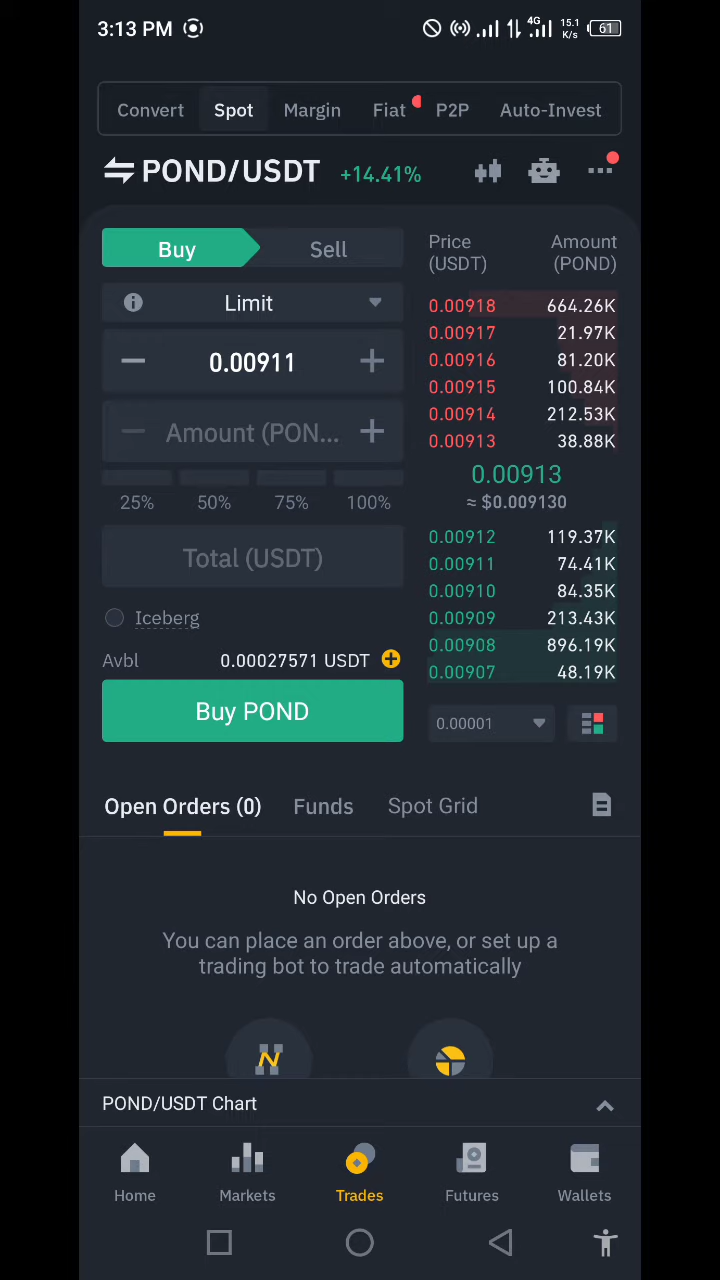 3:13 PM 4G 15.1 K/s 61
Convert Spot Margin Fiat P2P Auto-Invest
POND/USDT +14.41%
Buy Sell
Limit
0.00911
Amount (PON...
25% 50% 75% 100%
Total (USDT)
Iceberg
Avbl 0.00027571 USDT
Buy POND
Price Amount
(USDT) (POND)
0.00918 664.26K
0.00917 21.97K
0.00916 81.20K
0.00915 100.84K
0.00914 212.53K
0.00913 38.88K
0.00913
≈ $0.009130
0.00912 119.37K
0.00911 74.41K
0.00910 84.35K
0.00909 213.43K
0.00908 896.19K
0.00907 48.19K
0.00001
Open Orders (0) Funds Spot Grid
No Open Orders
You can place an order above, or set up a
trading bot to trade automatically
POND/USDT Chart
Home Markets Trades Futures Wallets